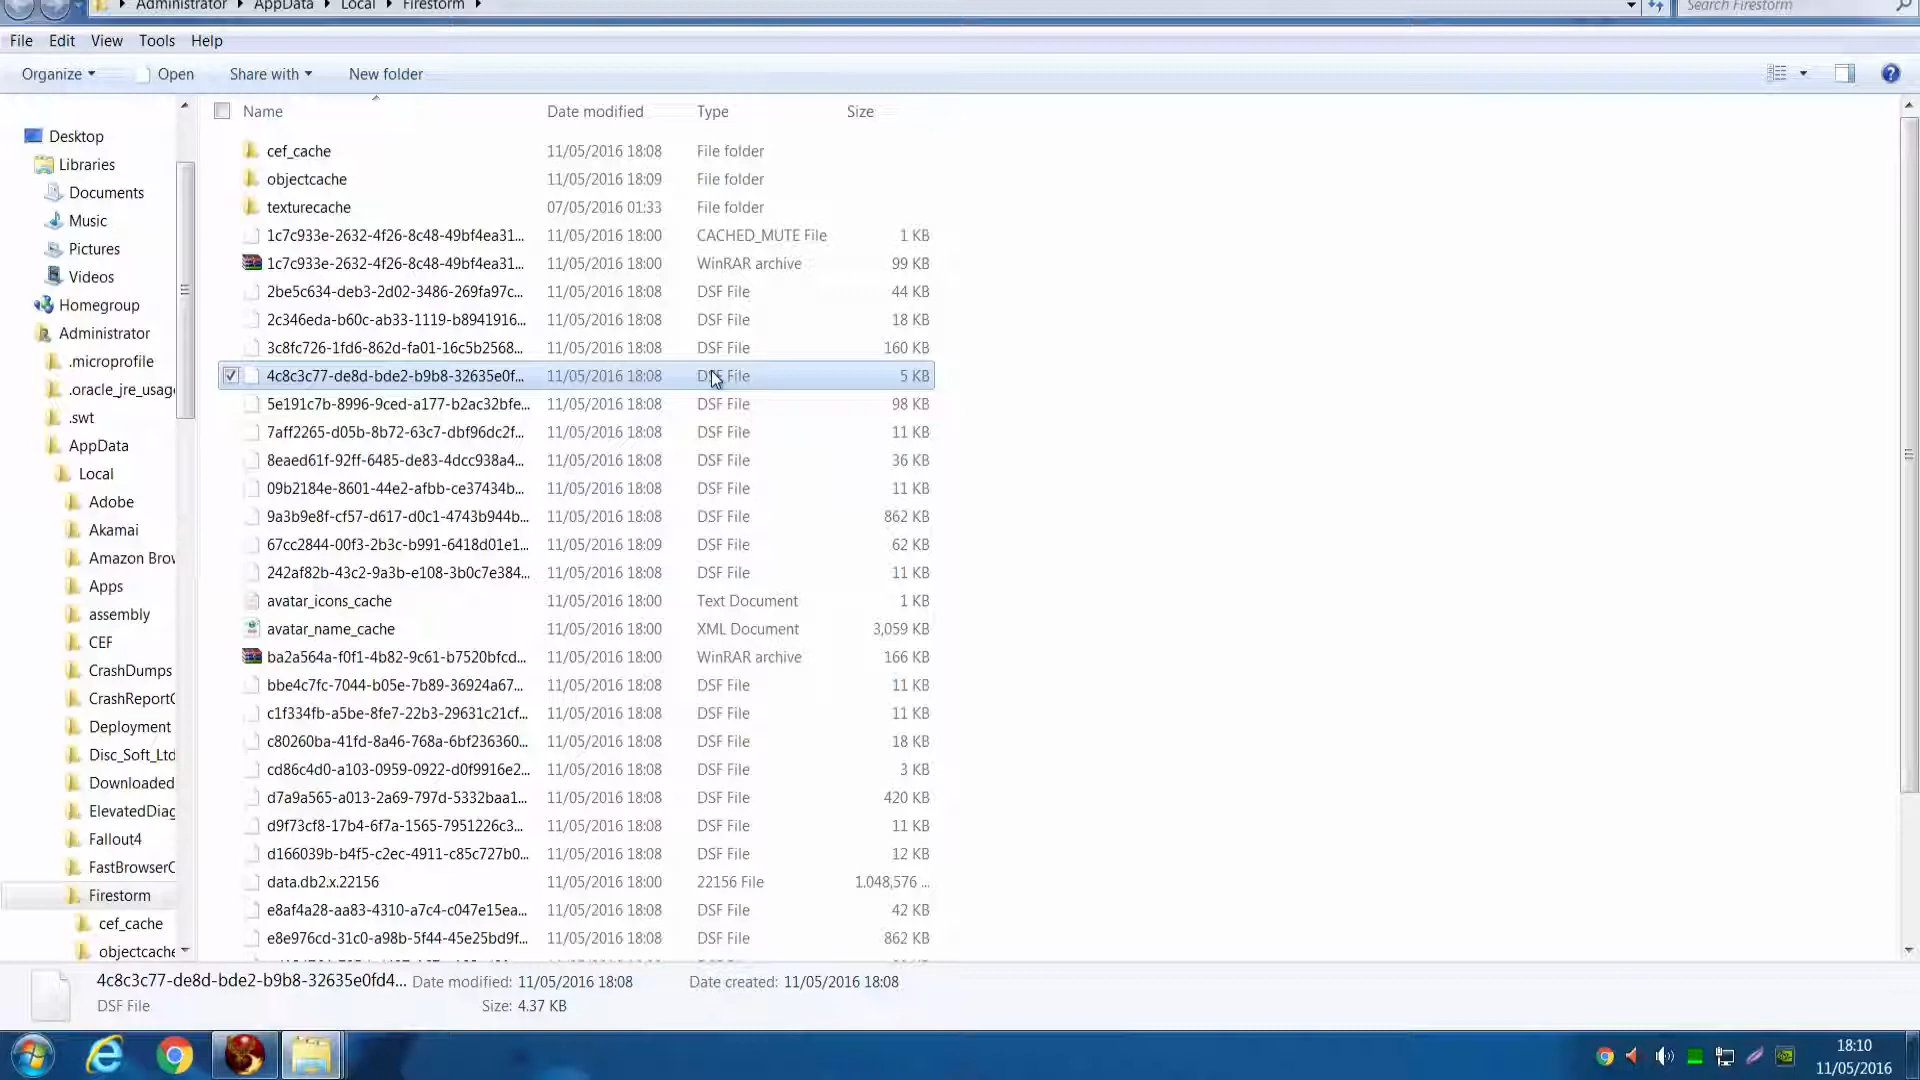 Administrator AppData Local Firestorm Search Firestorm
File Edit View Tools Help
Organize Open Share with New folder
Name Date modified Type Size
cef_cache 11/05/2016 18:08 File folder
objectcache 11/05/2016 18:09 File folder
texturecache 07/05/2016 01:33 File folder
1c7c933e-2632-4f26-8c48-49bf4ea31... 11/05/2016 18:00 CACHED_MUTE File 1 KB
1c7c933e-2632-4f26-8c48-49bf4ea31... 11/05/2016 18:00 WinRAR archive 99 KB
2be5c634-deb3-2d02-3486-269fa97c... 11/05/2016 18:08 DSF File 44 KB
2c346eda-b60c-ab33-1119-b8941916... 11/05/2016 18:08 DSF File 18 KB
3c8fc726-1fd6-862d-fa01-16c5b2568... 11/05/2016 18:08 DSF File 160 KB
4c8c3c77-de8d-bde2-b9b8-32635e0f... 11/05/2016 18:08 DSF File 5 KB
5e191c7b-8996-9ced-a177-b2ac32bfe... 11/05/2016 18:08 DSF File 98 KB
7aff2265-d05b-8b72-63c7-dbf96dc2f... 11/05/2016 18:08 DSF File 11 KB
8eaed61f-92ff-6485-de83-4dcc938a4... 11/05/2016 18:08 DSF File 36 KB
09b2184e-8601-44e2-afbb-ce37434b... 11/05/2016 18:08 DSF File 11 KB
9a3b9e8f-cf57-d617-d0c1-4743b944b... 11/05/2016 18:08 DSF File 862 KB
67cc2844-00f3-2b3c-b991-6418d01e1... 11/05/2016 18:09 DSF File 62 KB
242af82b-43c2-9a3b-e108-3b0c7e384... 11/05/2016 18:08 DSF File 11 KB
avatar_icons_cache 11/05/2016 18:00 Text Document 1 KB
avatar_name_cache 11/05/2016 18:00 XML Document 3,059 KB
ba2a564a-f0f1-4b82-9c61-b7520bfcd... 11/05/2016 18:00 WinRAR archive 166 KB
bbe4c7fc-7044-b05e-7b89-36924a67... 11/05/2016 18:08 DSF File 11 KB
c1f334fb-a5be-8fe7-22b3-29631c21cf... 11/05/2016 18:08 DSF File 11 KB
c80260ba-41fd-8a46-768a-6bf236360... 11/05/2016 18:08 DSF File 18 KB
cd86c4d0-a103-0959-0922-d0f9916e2... 11/05/2016 18:08 DSF File 3 KB
d7a9a565-a013-2a69-797d-5332baa1... 11/05/2016 18:08 DSF File 420 KB
d9f73cf8-17b4-6f7a-1565-7951226c3... 11/05/2016 18:08 DSF File 11 KB
d166039b-b4f5-c2ec-4911-c85c727b0... 11/05/2016 18:08 DSF File 12 KB
data.db2.x.22156 11/05/2016 18:00 22156 File 1.048,576 ...
e8af4a28-aa83-4310-a7c4-c047e15ea... 11/05/2016 18:08 DSF File 42 KB
e8e976cd-31c0-a98b-5f44-45e25bd9f... 11/05/2016 18:08 DSF File 862 KB
Desktop
Libraries
Documents
Music
Pictures
Videos
Homegroup
Administrator
.microprofile
.oracle_jre_usag
.swt
AppData
Local
Adobe
Akamai
Amazon Brov
Apps
assembly
CEF
CrashDumps
CrashReport
Deployment
Disc_Soft_Ltd
Downloaded
ElevatedDiag
Fallout4
FastBrowser
Firestorm
cef_cache
objectcache
4c8c3c77-de8d-bde2-b9b8-32635e0fd4... Date modified: 11/05/2016 18:08 Date created: 11/05/2016 18:08
DSF File Size: 4.37 KB
18:10
11/05/2016